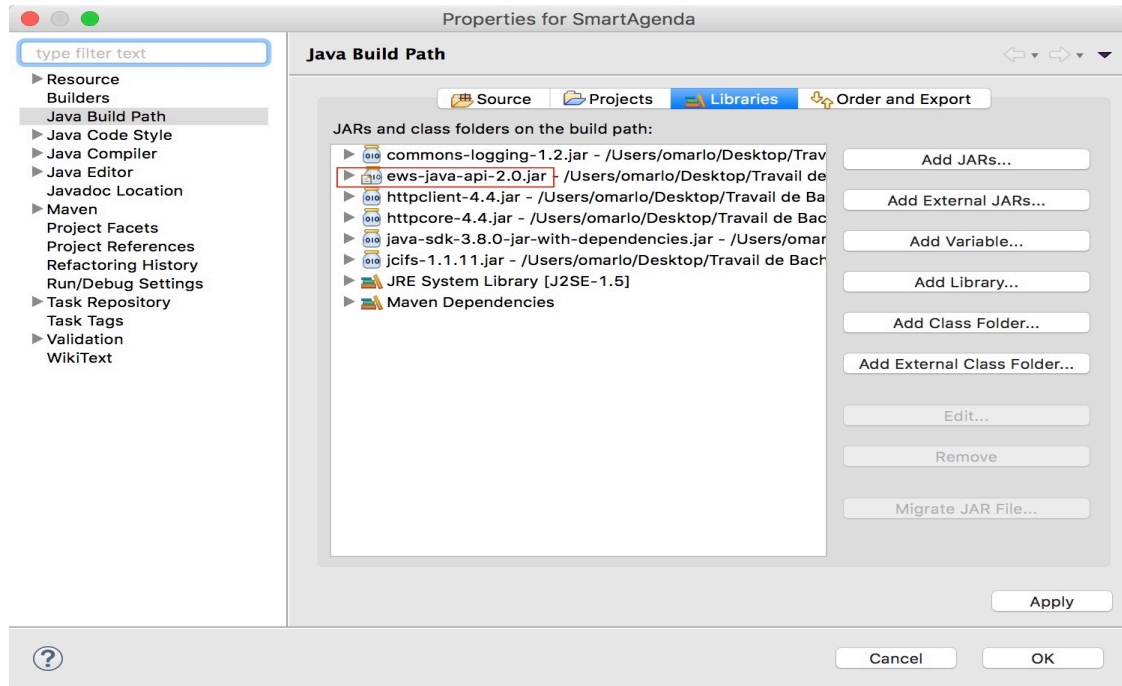 Properties for SmartAgenda
type filter text
Resource
Builders
Java Build Path
Java Code Style
Java Compiler
Java Editor
Javadoc Location
Maven
Project Facets
Project References
Refactoring History
Run/Debug Settings
Task Repository
Task Tags
Validation
WikiText
Java Build Path
Source Projects Libraries Order and Export
JARs and class folders on the build path:
commons-logging-1.2.jar - /Users/omarlo/Desktop/Trav
ews-java-api-2.0.jar - /Users/omarlo/Desktop/Travail de
httpclient-4.4.jar - /Users/omarlo/Desktop/Travail de Ba
httpcore-4.4.jar - /Users/omarlo/Desktop/Travail de Bac
java-sdk-3.8.0-jar-with-dependencies.jar - /Users/omar
jcifs-1.1.11.jar - /Users/omarlo/Desktop/Travail de Bach
JRE System Library [J2SE-1.5]
Maven Dependencies
Add JARs...
Add External JARs...
Add Variable...
Add Library...
Add Class Folder...
Add External Class Folder...
Edit...
Remove
Migrate JAR File...
Apply
?
Cancel OK